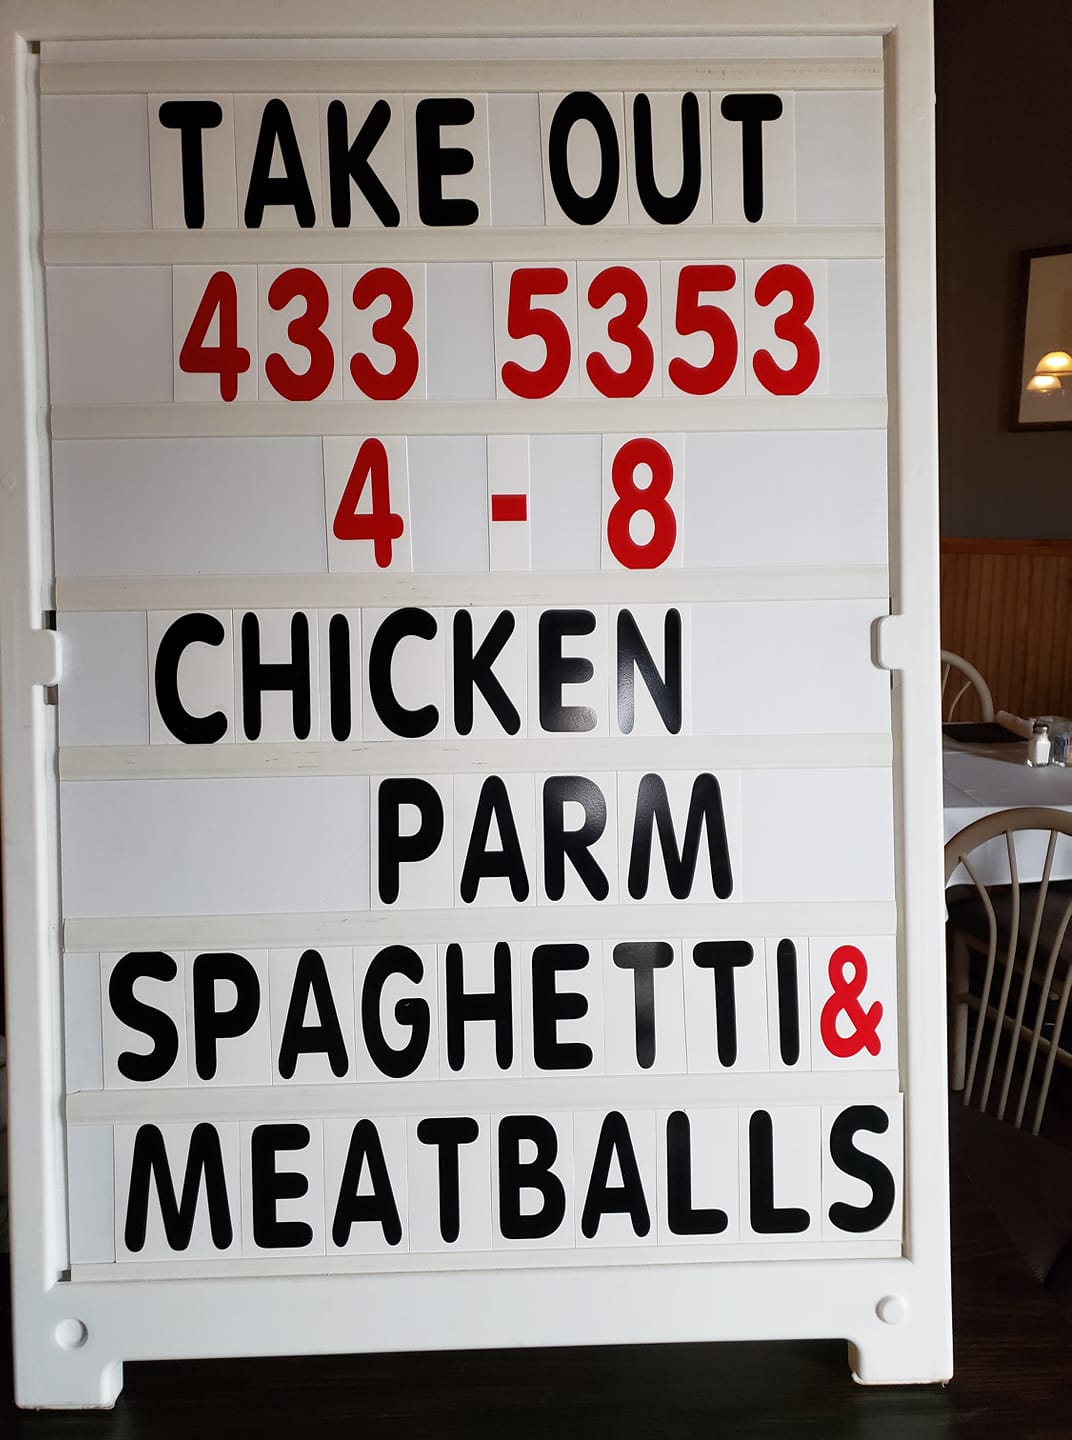 TAKE OUT
433 5353
4 - 8
CHICKEN
PARM
SPAGHETTI&
MEATBALLS